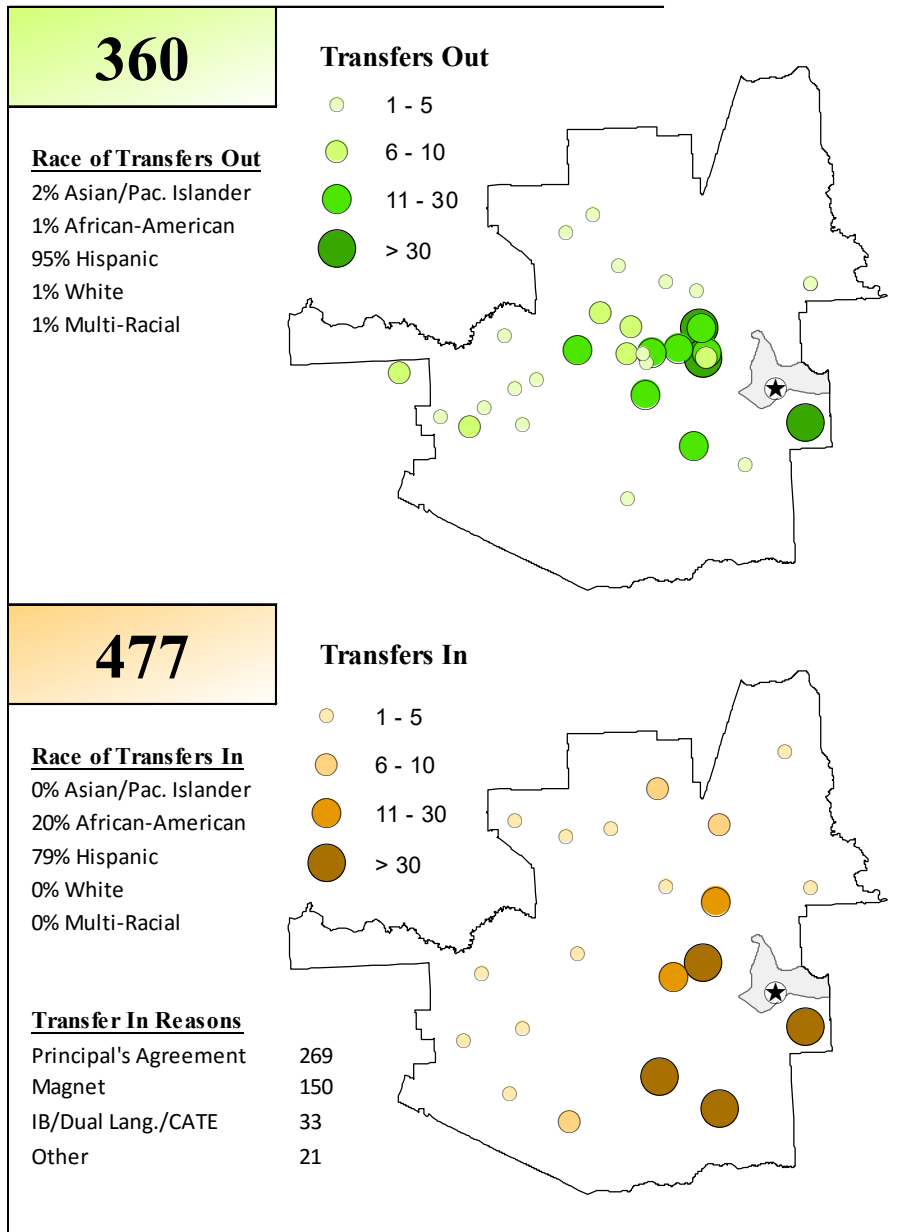 360
Transfers Out
1 - 5
6 - 10
11 - 30
> 30
Race of Transfers Out
2% Asian/Pac. Islander
1% African-American
95% Hispanic
1% White
1% Multi-Racial
477
Transfers In
1 - 5
6 - 10
11 - 30
> 30
Race of Transfers In
0% Asian/Pac. Islander
20% African-American
79% Hispanic
0% White
0% Multi-Racial
Transfer In Reasons
Principal's Agreement 269
Magnet 150
IB/Dual Lang./CATE 33
Other 21